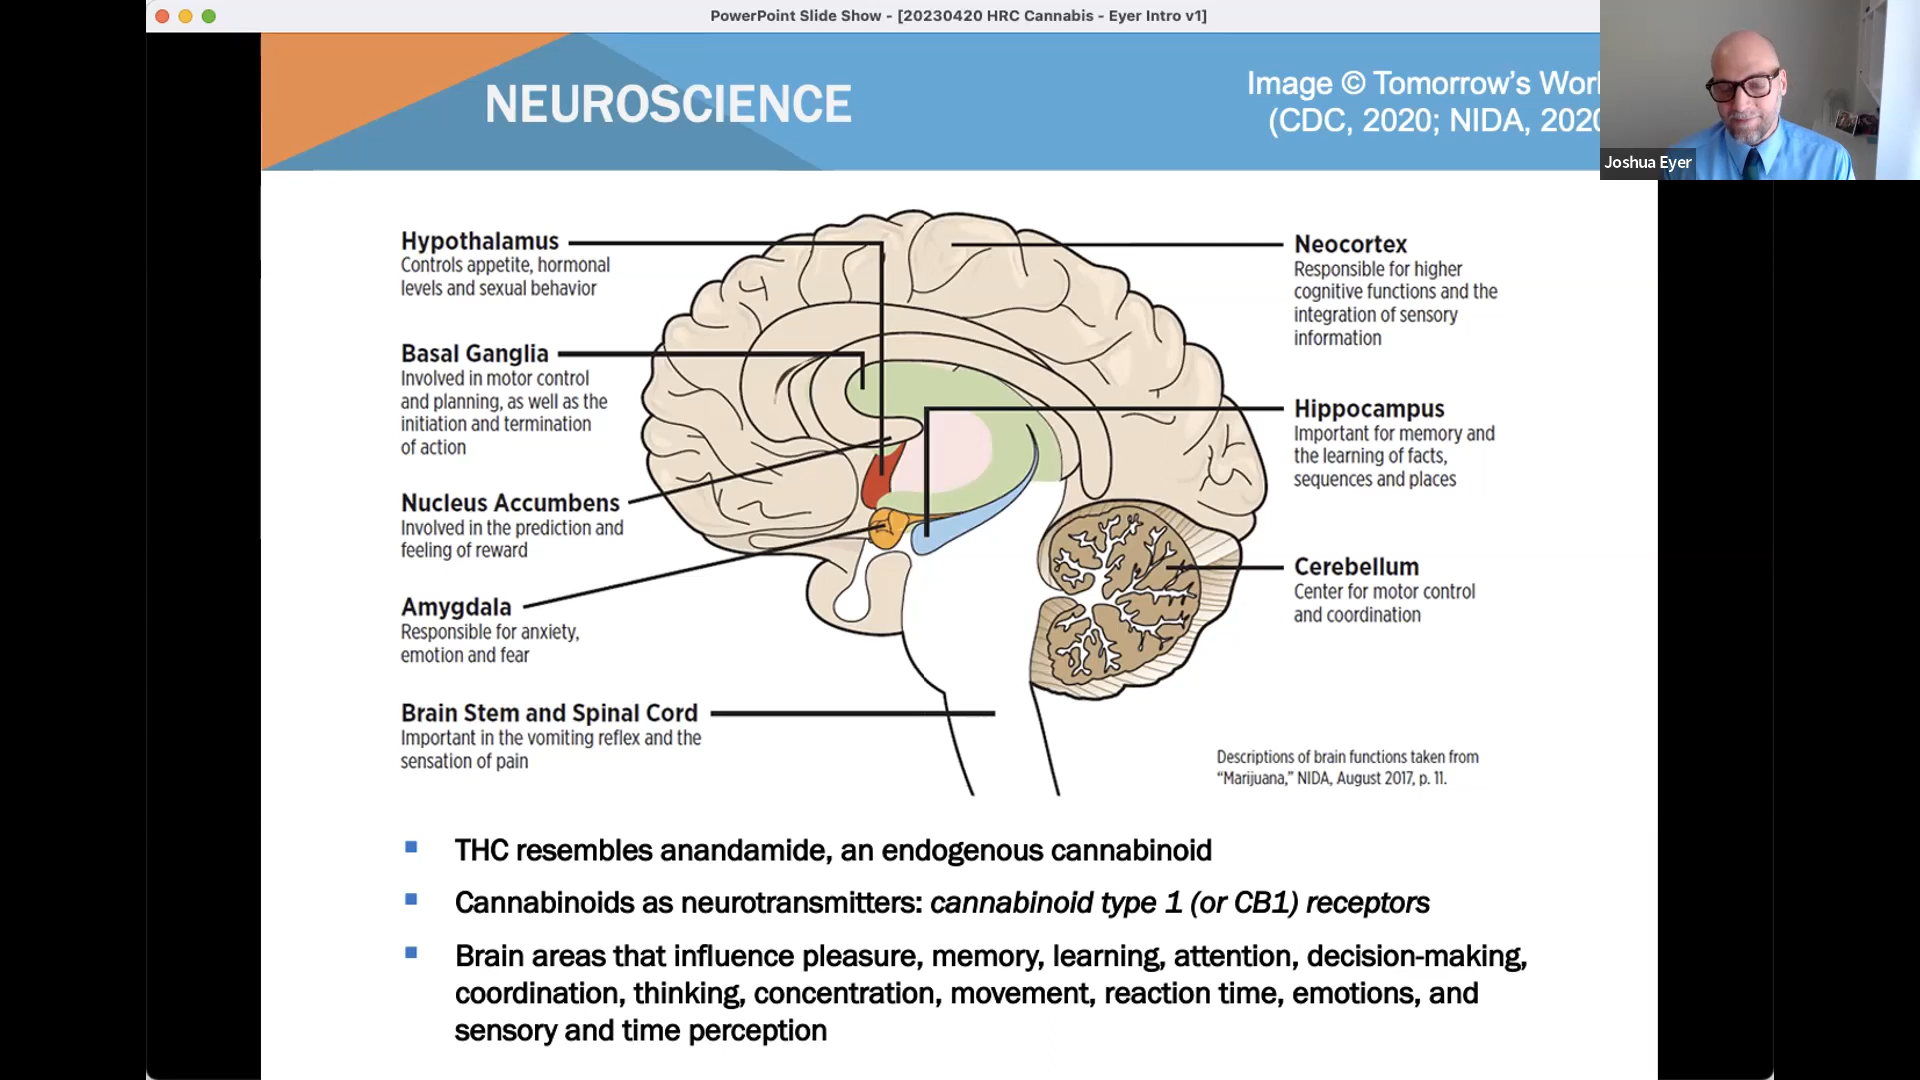 PowerPoint Slide Show - [20230420 HRC Cannabis - Eyer Intro v1]
NEUROSCIENCE
Image © Tomorrow's
(CDC, 2020; NIDA,
Joshua Eyer
Hypothalamus
Controls appetite, hormonal
levels and sexual behavior
Basal Ganglia
Involved in motor control
and planning, as well as the
initiation and termination
of action
Nucleus Accumbens
Involved in the prediction and
feeling of reward
Amygdala
Responsible for anxiety,
emotion and fear
Brain Stem and Spinal Cord
Important in the vomiting reflex and the
sensation of pain
Neocortex
Responsible for higher
cognitive functions and the
integration of sensory
information
Hippocampus
Important for memory and
the learning of facts,
sequences and places
Cerebellum
Center for motor control
and coordination
Descriptions of brain functions taken from
“Marijuana,” NIDA, August 2017, p. 11.
THC resembles anandamide, an endogenous cannabinoid
Cannabinoids as neurotransmitters: cannabinoid type 1 (or CB1) receptors
Brain areas that influence pleasure, memory, learning, attention, decision-making,
coordination, thinking, concentration, movement, reaction time, emotions, and
sensory and time perception